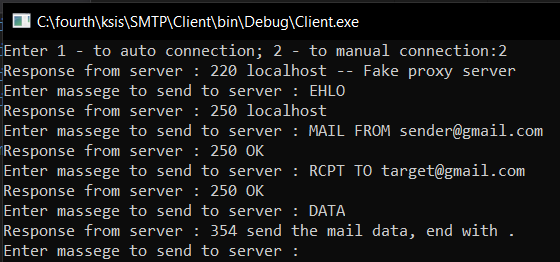 C:\fourth\ksis\SMTP\Client\bin\Debug\Client.exe
Enter 1 - to auto connection; 2 - to manual connection:2
Response from server : 220 localhost -- Fake proxy server
Enter massege to send to server : EHLO
Response from server : 250 localhost
Enter massege to send to server : MAIL FROM sender@gmail.com
Response from server : 250 OK
Enter massege to send to server : RCPT TO target@gmail.com
Response from server : 250 OK
Enter massege to send to server : DATA
Response from server : 354 send the mail data, end with .
Enter massege to send to server :